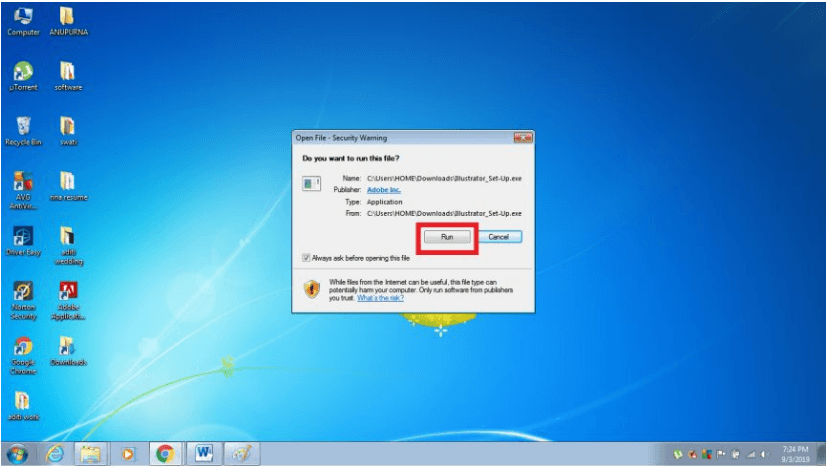 Computer
ANUPURNA
µTorrent
software
Recycle Bin
swati
AVG
AntiVir...
nina resume
Driver Easy
aditi
wedding
Norton
Security
Adobe
Applicati...
Google
Chrome
Downloads
aditi work
Open File - Security Warning
Do you want to run this file?
Name: C:\Users\HOME\Downloads\Illustrator_Set-Up.exe
Publisher: Adobe Inc.
Type: Application
From: C:\Users\HOME\Downloads\Illustrator_Set-Up.exe
Run
Cancel
Always ask before opening this file
While files from the Internet can be useful, this file type can
potentially harm your computer. Only run software from publishers
you trust. What's the risk?
7:24 PM
9/3/2019